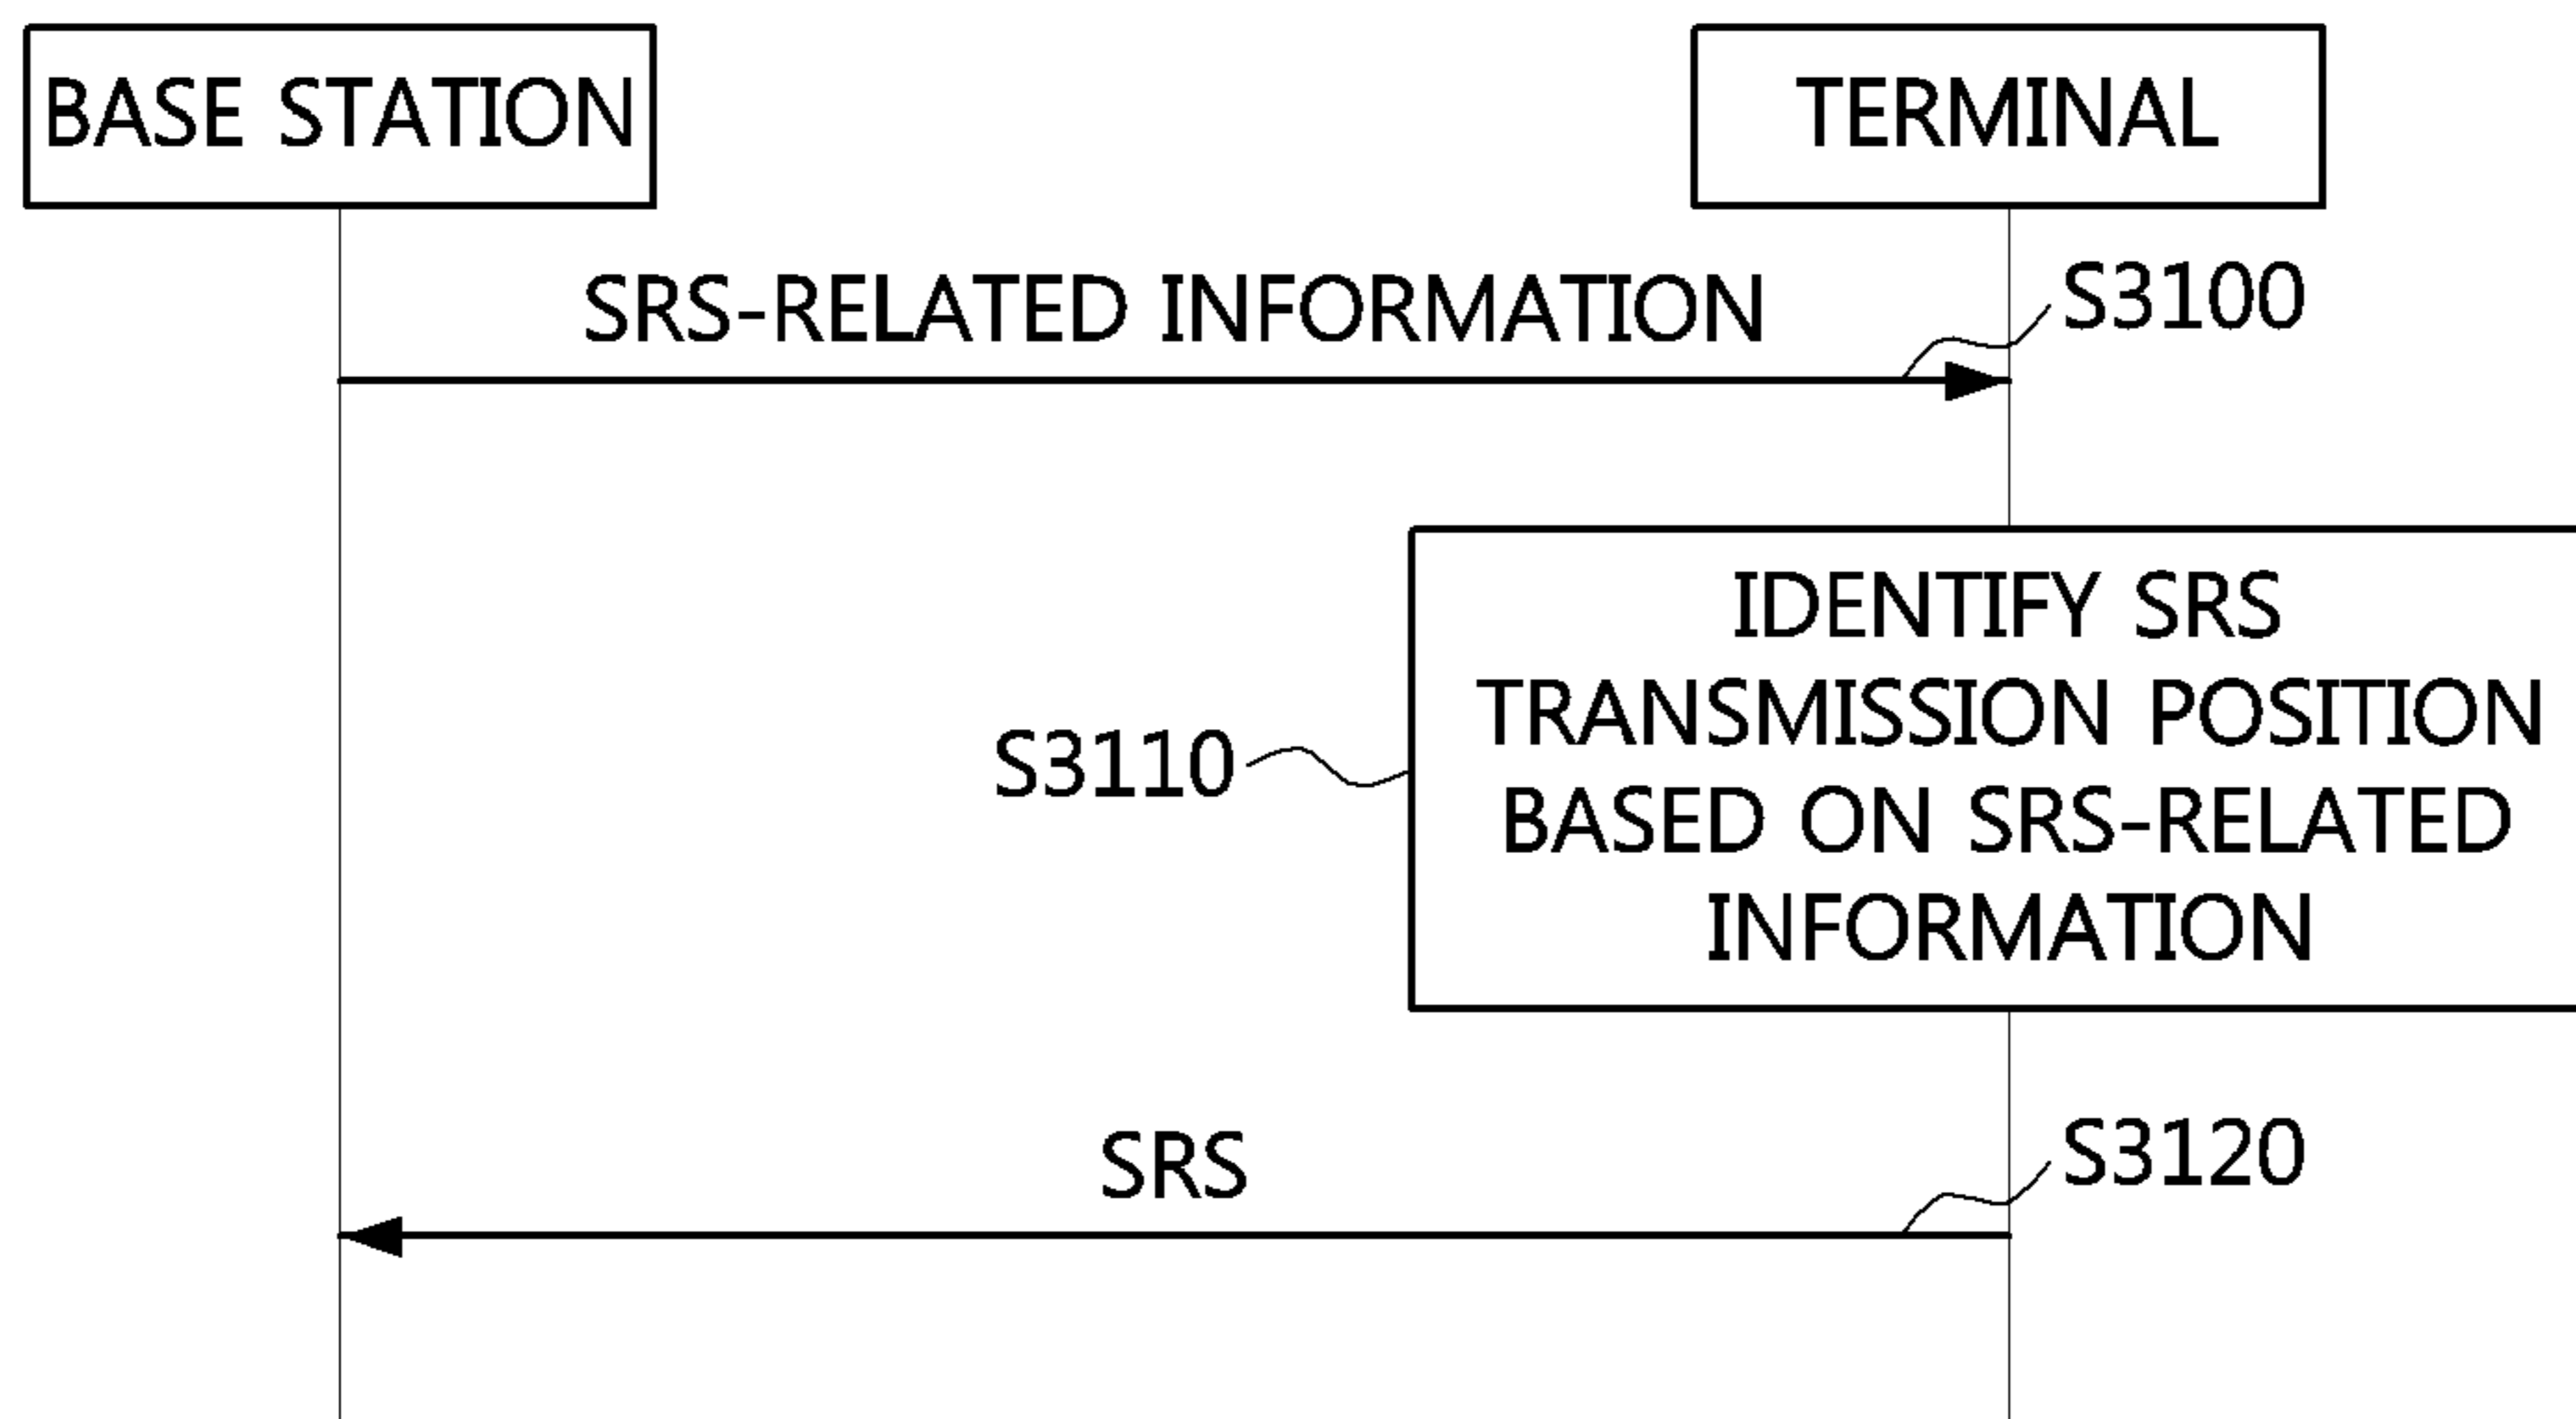 BASE STATION
TERMINAL
SRS-RELATED INFORMATION
S3100
IDENTIFY SRS
TRANSMISSION POSITION
BASED ON SRS-RELATED
INFORMATION
S3110
SRS
S3120